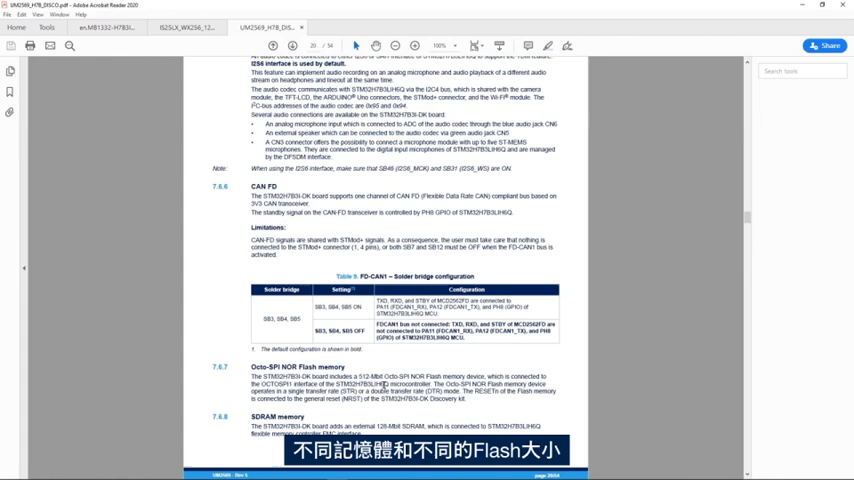 UM2569_H7B_DISCO.pdf - Adobe Acrobat Reader 2020
File Edit View Window Help
Home Tools en.MB1332-H7B... IS25LX_WX256_12... UM2569_H7B_DIS... ×
20 / 54 100% Share
Search tools
I2S6 interface is used by default.
This feature can implement audio recording on an analog microphone and audio playback of a different audio
stream on headphones and lineout at the same time.
The audio codec communicates with STM32H7B3LIH6Q via the I2C4 bus, which is shared with the camera
module, the TFT-LCD, the ARDUINO® Uno connectors, the STMod+ connector, and the Wi-Fi® module. The
I²C-bus addresses of the audio codec are 0x95 and 0x94.
Several audio connections are available on the STM32H7B3I-DK board.
• An analog microphone input which is connected to ADC of the audio codec through the blue audio jack CN6
• An external speaker which can be connected to the audio codec via green audio jack CN5
• A CN3 connector offers the possibility to connect a microphone module with up to five ST-MEMS
microphones. They are connected to the digital input microphones of STM32H7B3LIH6Q and are managed
by the DFSDM interface.
Note: When using the I2S6 interface, make sure that SB46 (I2S6_MCK) and SB31 (I2S6_WS) are ON.
7.8.6 CAN FD
The STM32H7B3I-DK board supports one channel of CAN FD (Flexible Data Rate CAN) compliant bus based on
3V3 CAN transceiver.
The standby signal on the CAN-FD transceiver is controlled by PH8 GPIO of STM32H7B3LIH6Q.
Limitations:
CAN-FD signals are shared with STMod+ signals. As a consequence, the user must take care that nothing is
connected to the STMod+ connector (1, 4 pins), or both SB7 and SB12 must be OFF when the FD-CAN1 bus is
activated.
Table 9. FD-CAN1 – Solder bridge configuration
Solder bridge Setting(1) Configuration
SB3, SB4, SB5
SB3, SB4, SB5 ON
TXD, RXD, and STBY of MCD2562FD are connected to
PA11 (FDCAN1_RX), PA12 (FDCAN1_TX), and PH8 (GPIO) of
STM32H7B3LIH6Q MCU.
SB3, SB4, SB5 OFF
FDCAN1 bus not connected: TXD, RXD, and STBY of MCD2562FD are
not connected to PA11 (FDCAN1_RX), PA12 (FDCAN1_TX), and PH8
(GPIO) of STM32H7B3LIH6Q MCU.
1. The default configuration is shown in bold.
7.8.7 Octo-SPI NOR Flash memory
The STM32H7B3I-DK board includes a 512-Mbit Octo-SPI NOR Flash memory device, which is connected to
the OCTOSPI1 interface of the STM32H7B3LIH6Q microcontroller. The Octo-SPI NOR Flash memory device
operates in a single transfer rate (STR) or a double transfer rate (DTR) mode. The RESETn of the Flash memory
is connected to the general reset (NRST) of the STM32H7B3I-DK Discovery kit.
7.8.8 SDRAM memory
The STM32H7B3I-DK board adds an external 128-Mbit SDRAM, which is connected to STM32H7B3LIH6Q
flexible memory controller FMC interface.
不同記憶體和不同的Flash大小
UM2569 - Rev 5 page 20/54